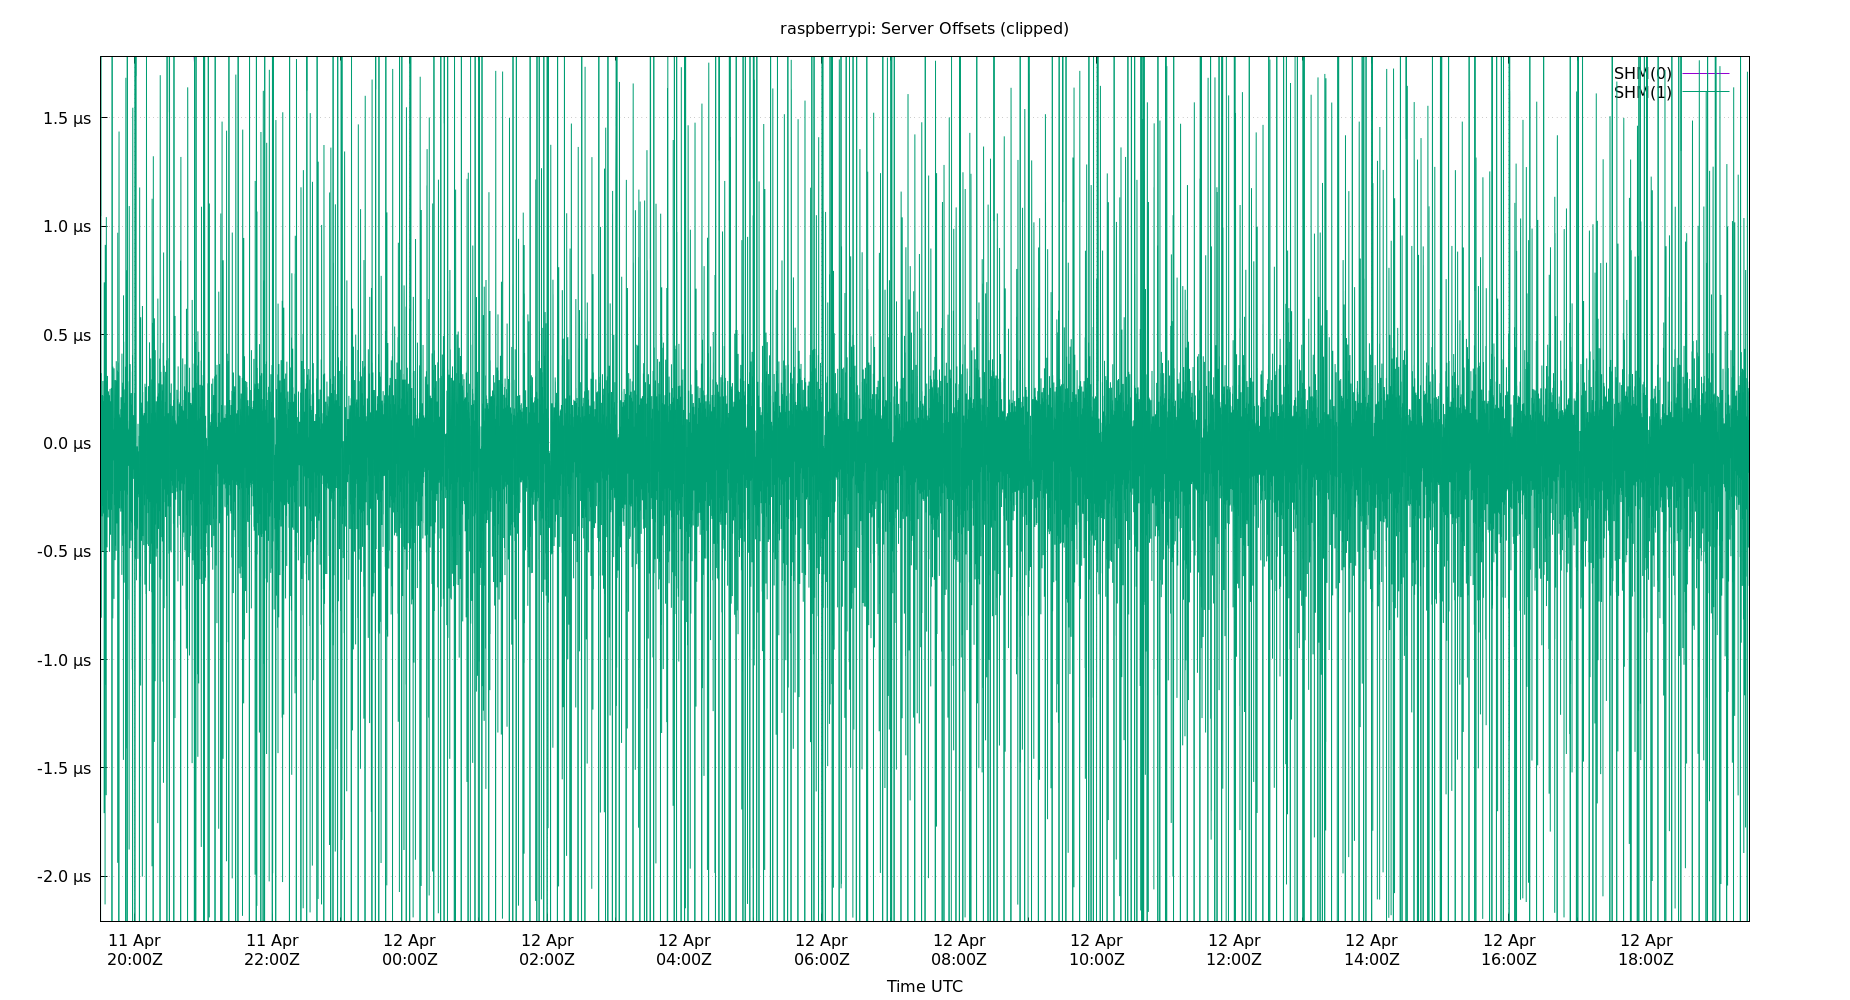 raspberrypi: Server Offsets (clipped)
SHM(0)
SHM(1)
1.5 µs
1.0 µs
0.5 µs
0.0 µs
-0.5 µs
-1.0 µs
-1.5 µs
-2.0 µs
11 Apr 11 Apr 12 Apr 12 Apr 12 Apr 12 Apr 12 Apr 12 Apr 12 Apr 12 Apr 12 Apr 12 Apr
20:00Z 22:00Z 00:00Z 02:00Z 04:00Z 06:00Z 08:00Z 10:00Z 12:00Z 14:00Z 16:00Z 18:00Z
Time UTC